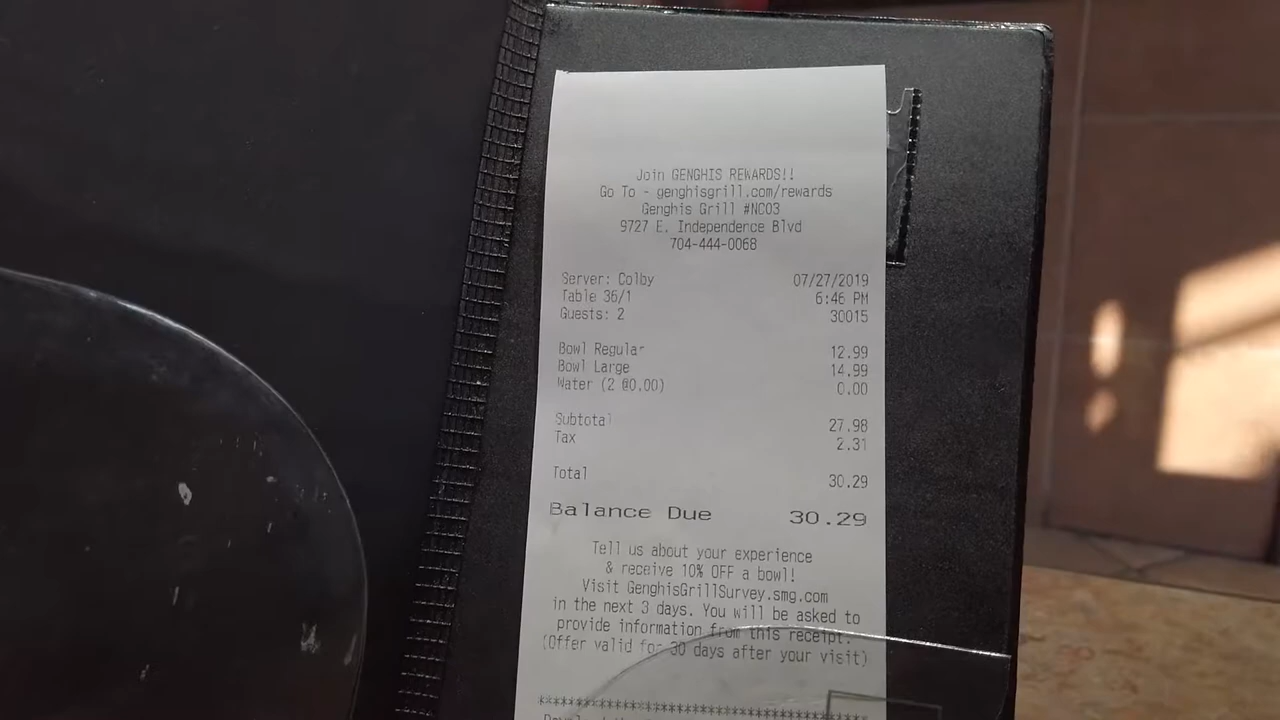 Join GENGHIS REWARDS!!
Go To - genghisgrill.com/rewards
Genghis Grill #NC03
9727 E. Independence Blvd
704-444-0068
Server: Colby 07/27/2019
Table 36/1 6:46 PM
Guests: 2 30015
Bowl Regular 12.99
Bowl Large 14.99
Water (2 @0.00) 0.00
Subtotal 27.98
Tax 2.31
Total 30.29
Balance Due 30.29
Tell us about your experience
& receive 10% OFF a bowl!
Visit GenghisGrillSurvey.smg.com
in the next 3 days. You will be asked to
provide information from this receipt.
(Offer valid for 30 days after your visit)